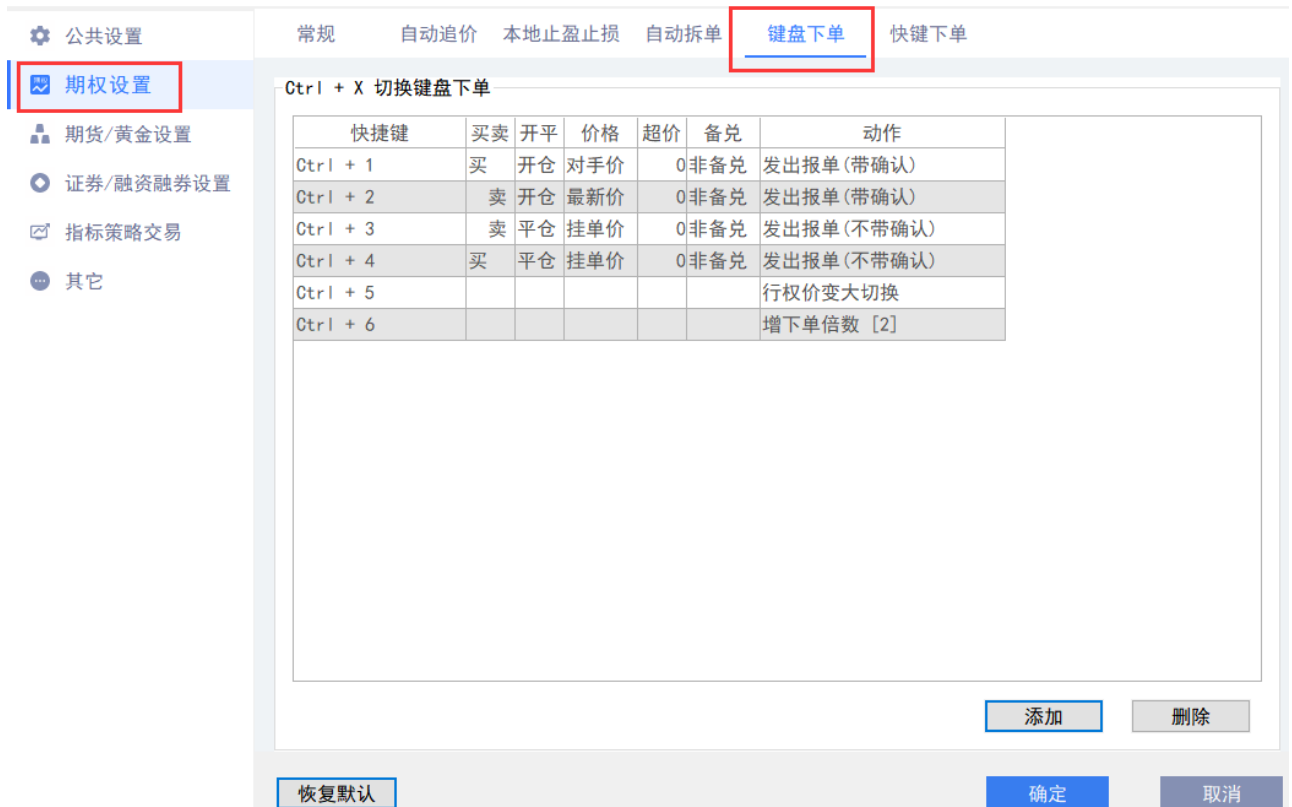 公共设置
期权设置
期货/黄金设置
证券/融资融券设置
指标策略交易
其它
常规 自动追价 本地止盈止损 自动拆单 键盘下单 快键下单
Ctrl + X 切换键盘下单
快捷键 买卖 开平 价格 超价 备兑 动作
Ctrl + 1 买 开仓 对手价 0 非备兑 发出报单(带确认)
Ctrl + 2 卖 开仓 最新价 0 非备兑 发出报单(带确认)
Ctrl + 3 卖 平仓 挂单价 0 非备兑 发出报单(不带确认)
Ctrl + 4 买 平仓 挂单价 0 非备兑 发出报单(不带确认)
Ctrl + 5 行权价变大切换
Ctrl + 6 增下单倍数 [2]
添加 删除
恢复默认 确定 取消